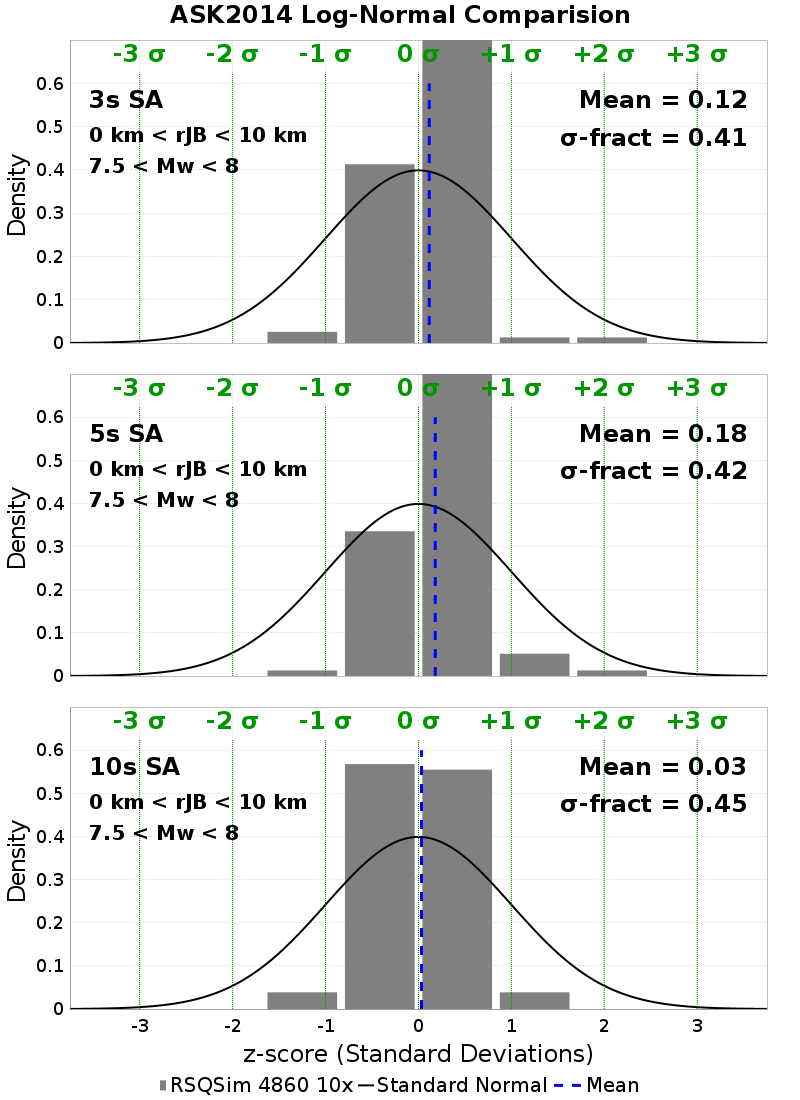 ASK2014 Log-Normal Comparision
-3 σ -2 σ -1 σ 0 σ +1 σ +2 σ +3 σ
3s SA
0 km < rJB < 10 km
7.5 < Mw < 8
Mean = 0.12
σ-fract = 0.41
Density
0.6
0.5
0.4
0.3
0.2
0.1
0
-3 σ -2 σ -1 σ 0 σ +1 σ +2 σ +3 σ
5s SA
0 km < rJB < 10 km
7.5 < Mw < 8
Mean = 0.18
σ-fract = 0.42
Density
0.6
0.5
0.4
0.3
0.2
0.1
0
-3 σ -2 σ -1 σ 0 σ +1 σ +2 σ +3 σ
10s SA
0 km < rJB < 10 km
7.5 < Mw < 8
Mean = 0.03
σ-fract = 0.45
Density
0.6
0.5
0.4
0.3
0.2
0.1
0
-3 -2 -1 0 1 2 3
z-score (Standard Deviations)
RSQSim 4860 10x Standard Normal Mean